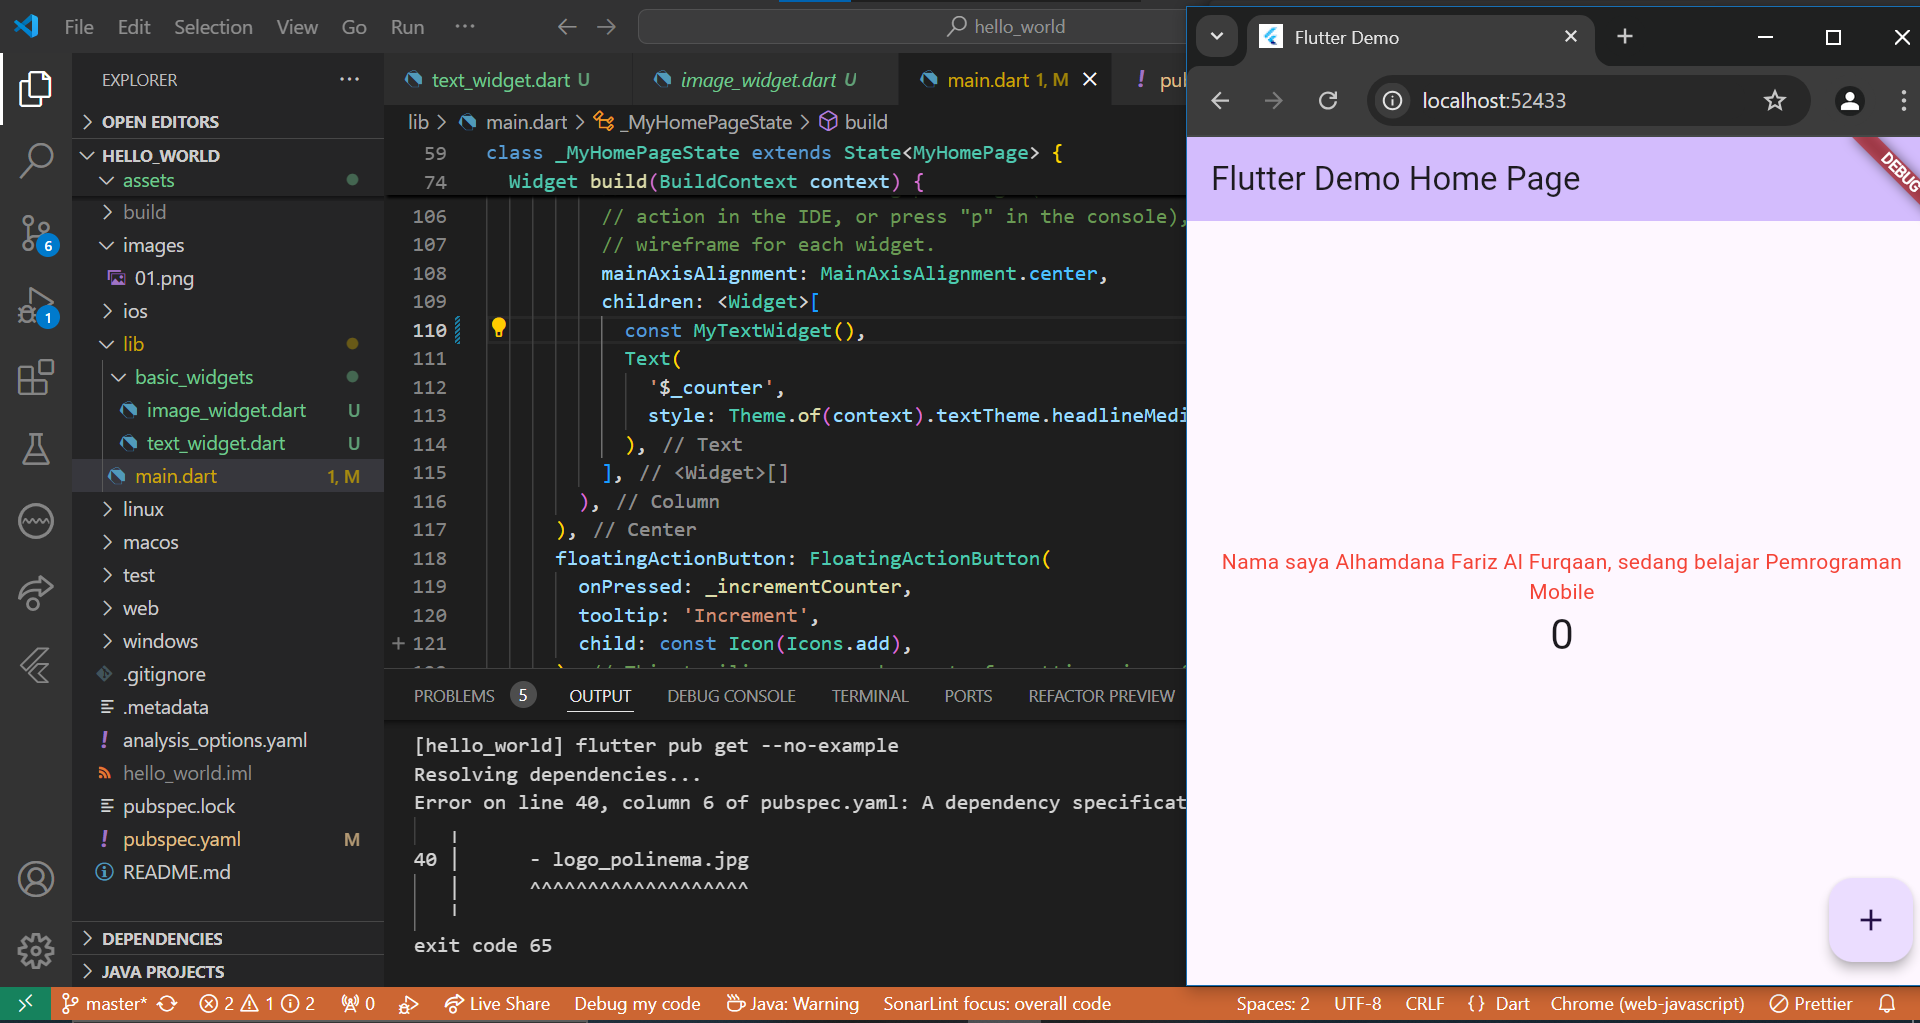 File Edit Selection View Go Run ··· hello_world
EXPLORER ···
OPEN EDITORS
HELLO_WORLD
assets
build
images
01.png
ios
lib
basic_widgets
image_widget.dart U
text_widget.dart U
main.dart 1, M
linux
macos
test
web
windows
.gitignore
.metadata
analysis_options.yaml
hello_world.iml
pubspec.lock
pubspec.yaml M
README.md
DEPENDENCIES
JAVA PROJECTS
6
1
text_widget.dart U image_widget.dart U main.dart 1, M ! pu
lib > main.dart > _MyHomePageState > build
59 class _MyHomePageState extends State<MyHomePage> {
74 Widget build(BuildContext context) {
106 // action in the IDE, or press "p" in the console),
107 // wireframe for each widget.
108 mainAxisAlignment: MainAxisAlignment.center,
109 children: <Widget>[
110 const MyTextWidget(),
111 Text(
112 '$_counter',
113 style: Theme.of(context).textTheme.headlineMedi
114 ), // Text
115 ], // <Widget>[]
116 ), // Column
117 ), // Center
118 floatingActionButton: FloatingActionButton(
119 onPressed: _incrementCounter,
120 tooltip: 'Increment',
121 child: const Icon(Icons.add),
PROBLEMS 5 OUTPUT DEBUG CONSOLE TERMINAL PORTS REFACTOR PREVIEW
[hello_world] flutter pub get --no-example
Resolving dependencies...
Error on line 40, column 6 of pubspec.yaml: A dependency specificat
40 | - logo_polinema.jpg
| ^^^^^^^^^^^^^^^^^^^
exit code 65
Flutter Demo
localhost:52433
Flutter Demo Home Page
DEBUG
Nama saya Alhamdana Fariz Al Furqaan, sedang belajar Pemrograman
Mobile
0
+
master* 2 1 2 0 Live Share Debug my code Java: Warning SonarLint focus: overall code Spaces: 2 UTF-8 CRLF {} Dart Chrome (web-javascript) Prettier